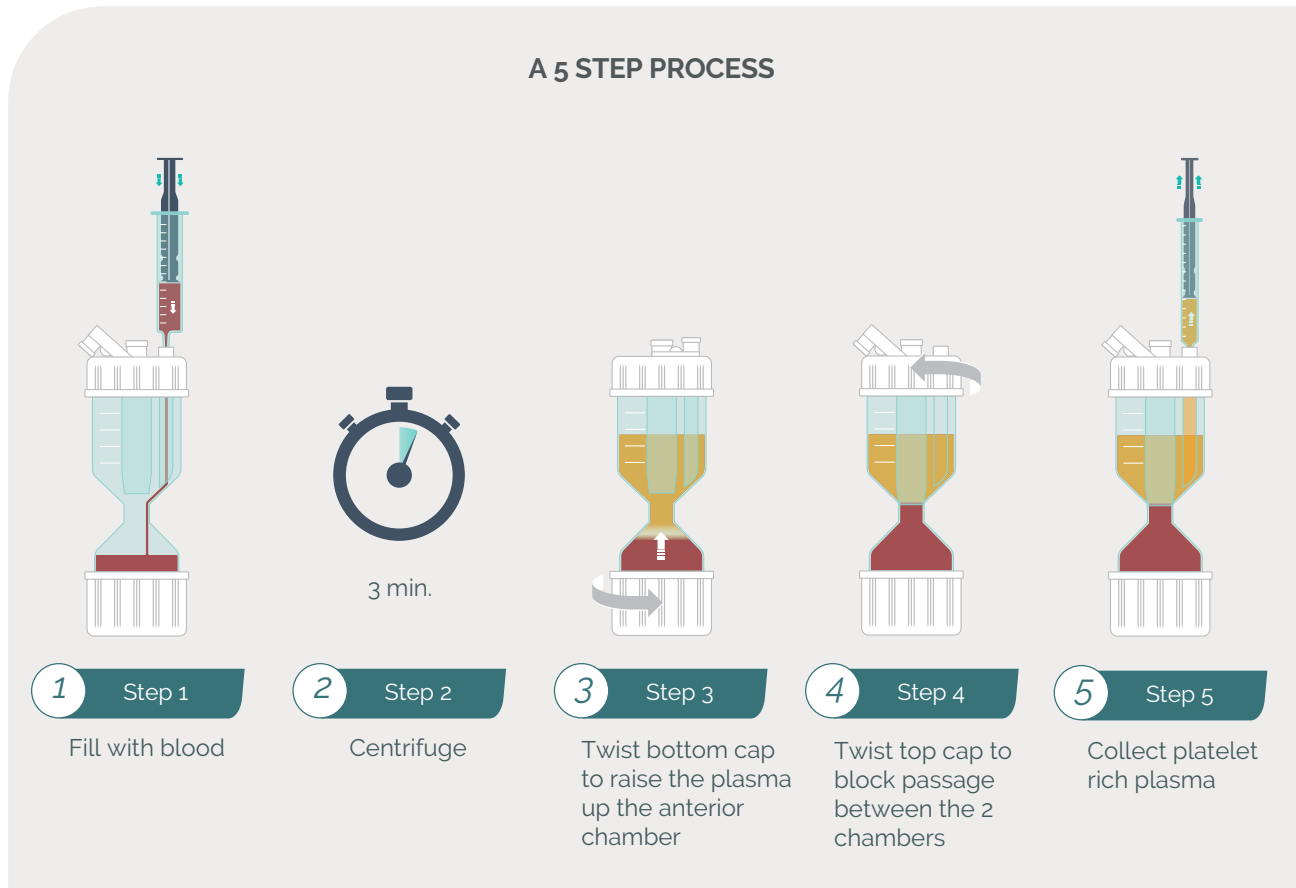 A 5 STEP PROCESS
3 min.
1 Step 1
Fill with blood
2 Step 2
Centrifuge
3 Step 3
Twist bottom cap
to raise the plasma
up the anterior
chamber
4 Step 4
Twist top cap to
block passage
between the 2
chambers
5 Step 5
Collect platelet
rich plasma